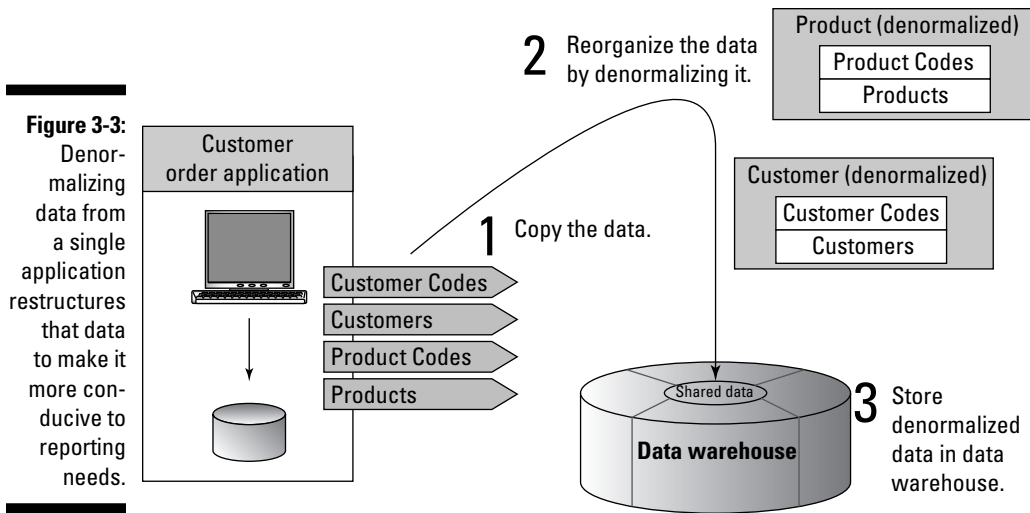 Figure 3-3:
Denor-
malizing
data from
a single
application
restructures
that data
to make it
more con-
ducive to
reporting
needs.
Customer
order application
Customer Codes
Customers
Product Codes
Products
1 Copy the data.
2 Reorganize the data
by denormalizing it.
Product (denormalized)
Product Codes
Products
Customer (denormalized)
Customer Codes
Customers
Shared data
Data warehouse
3 Store
denormalized
data in data
warehouse.